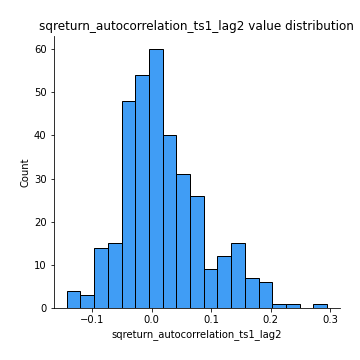 sqreturn_autocorrelation_ts1_lag2 value distribution
60
50
40
30
20
10
0
Count
−0.1 0.0 0.1 0.2 0.3
sqreturn_autocorrelation_ts1_lag2